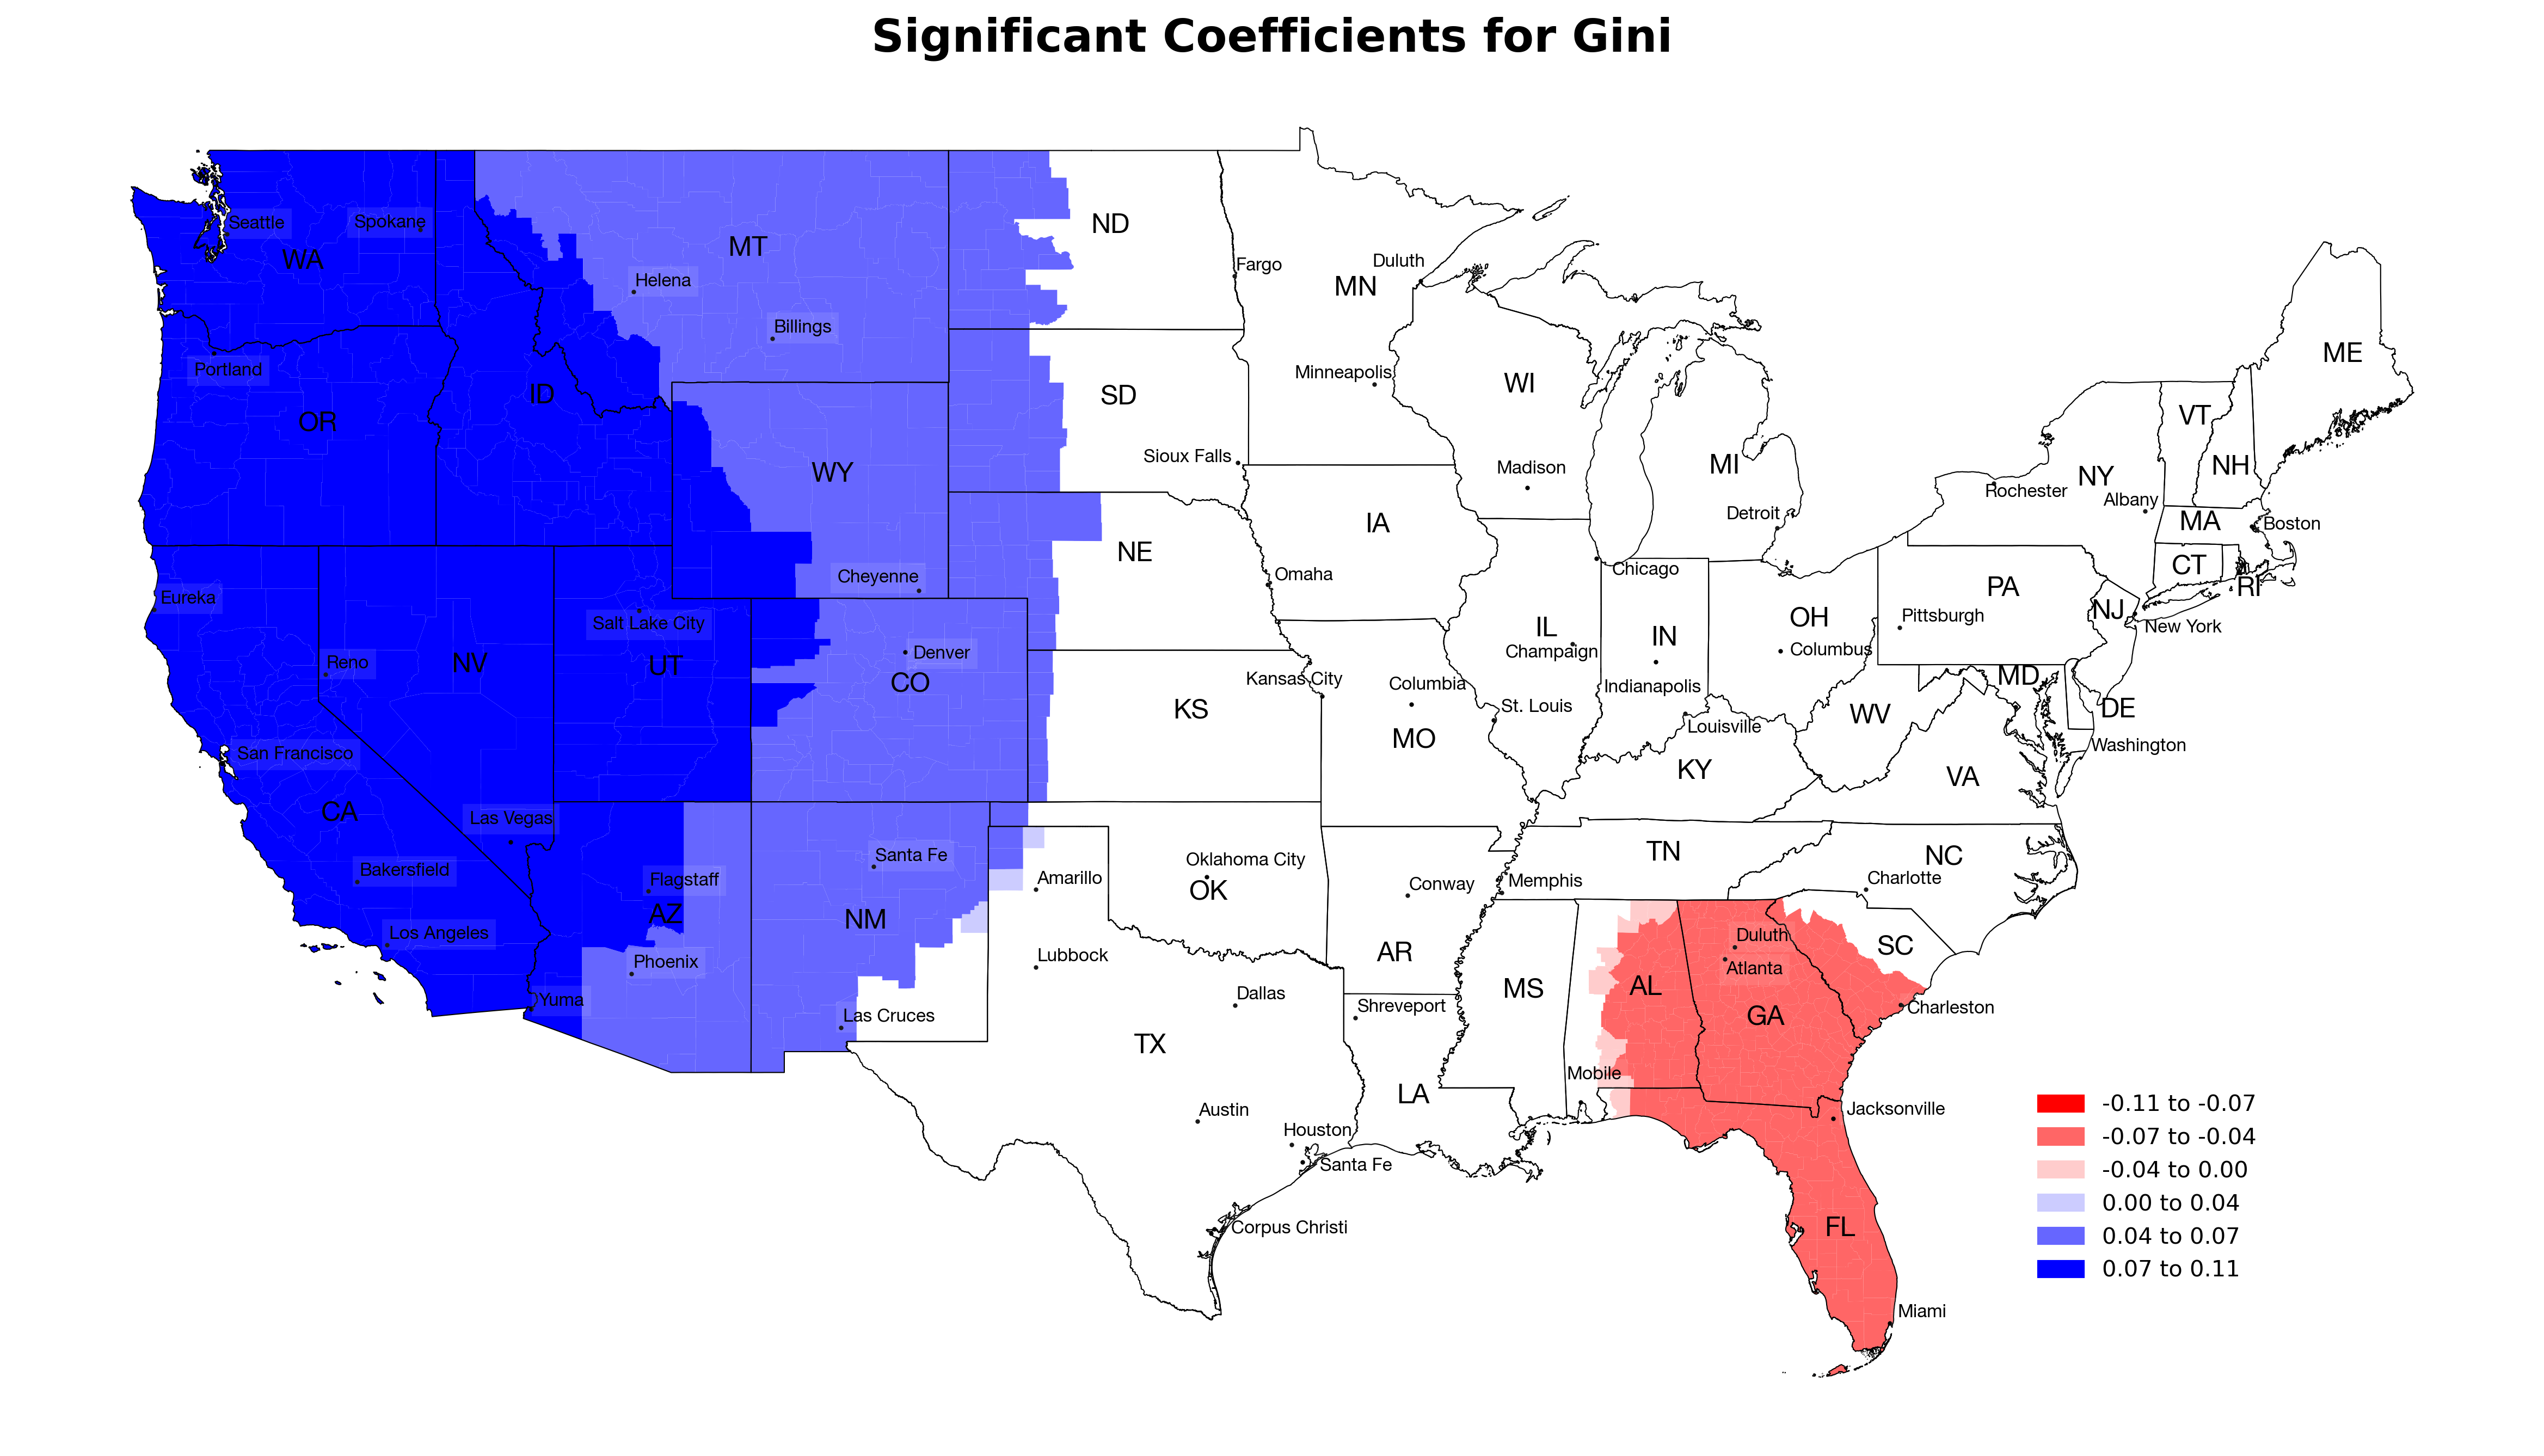 Significant Coefficients for Gini
Seattle
Spokane
WA
MT
ND
Helena
Fargo
Duluth
MN
Billings
Portland
OR
ID
SD
Minneapolis
WI
ME
VT
Sioux Falls
Madison
MI
NH
NY
Rochester
Albany
WY
Detroit
MA
Boston
IA
NE
CT
RI
Cheyenne
Omaha
Chicago
PA
Eureka
Salt Lake City
NJ
New York
OH
Pittsburgh
IL
IN
Champaign
Columbus
Reno
NV
UT
Denver
CO
Kansas City
Columbia
Indianapolis
MD
DE
KS
St. Louis
WV
Louisville
MO
San Francisco
Washington
KY
VA
CA
Las Vegas
TN
NC
Santa Fe
Oklahoma City
Bakersfield
Flagstaff
Amarillo
OK
Conway
Memphis
Charlotte
AZ
NM
Los Angeles
Duluth
SC
AR
Lubbock
Phoenix
Atlanta
Yuma
Dallas
MS
AL
Las Cruces
Shreveport
GA
Charleston
TX
Mobile
LA
Austin
Jacksonville
Houston
Santa Fe
Corpus Christi
FL
Miami
-0.11 to -0.07
-0.07 to -0.04
-0.04 to 0.00
0.00 to 0.04
0.04 to 0.07
0.07 to 0.11